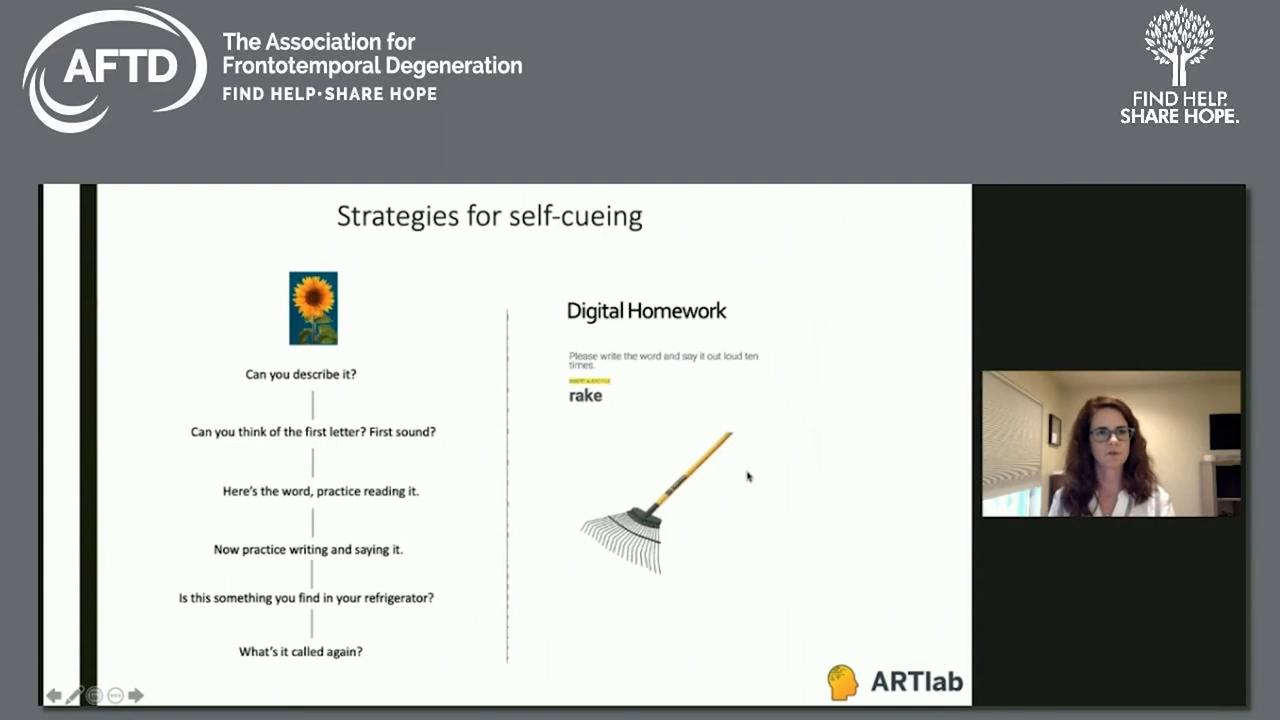 AFTD
The Association for
Frontotemporal Degeneration
FIND HELP•SHARE HOPE
FIND HELP.
SHARE HOPE.
Strategies for self-cueing
Can you describe it?
Can you think of the first letter? First sound?
Here's the word, practice reading it.
Now practice writing and saying it.
Is this something you find in your refrigerator?
What's it called again?
Digital Homework
Please write the word and say it out loud ten
times.
rake
ARTlab